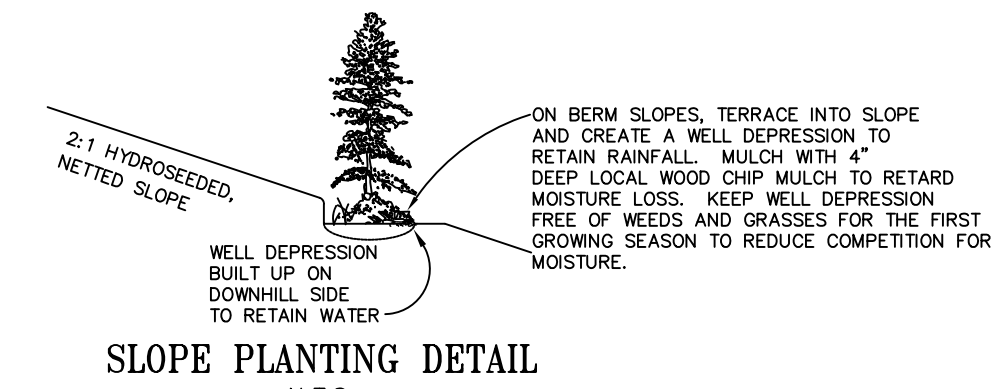 2:1 HYDROSEEDED,
NETTED SLOPE
ON BERM SLOPES, TERRACE INTO SLOPE
AND CREATE A WELL DEPRESSION TO
RETAIN RAINFALL. MULCH WITH 4"
DEEP LOCAL WOOD CHIP MULCH TO RETARD
MOISTURE LOSS. KEEP WELL DEPRESSION
FREE OF WEEDS AND GRASSES FOR THE FIRST
GROWING SEASON TO REDUCE COMPETITION FOR
MOISTURE.
WELL DEPRESSION
BUILT UP ON
DOWNHILL SIDE
TO RETAIN WATER
SLOPE PLANTING DETAIL